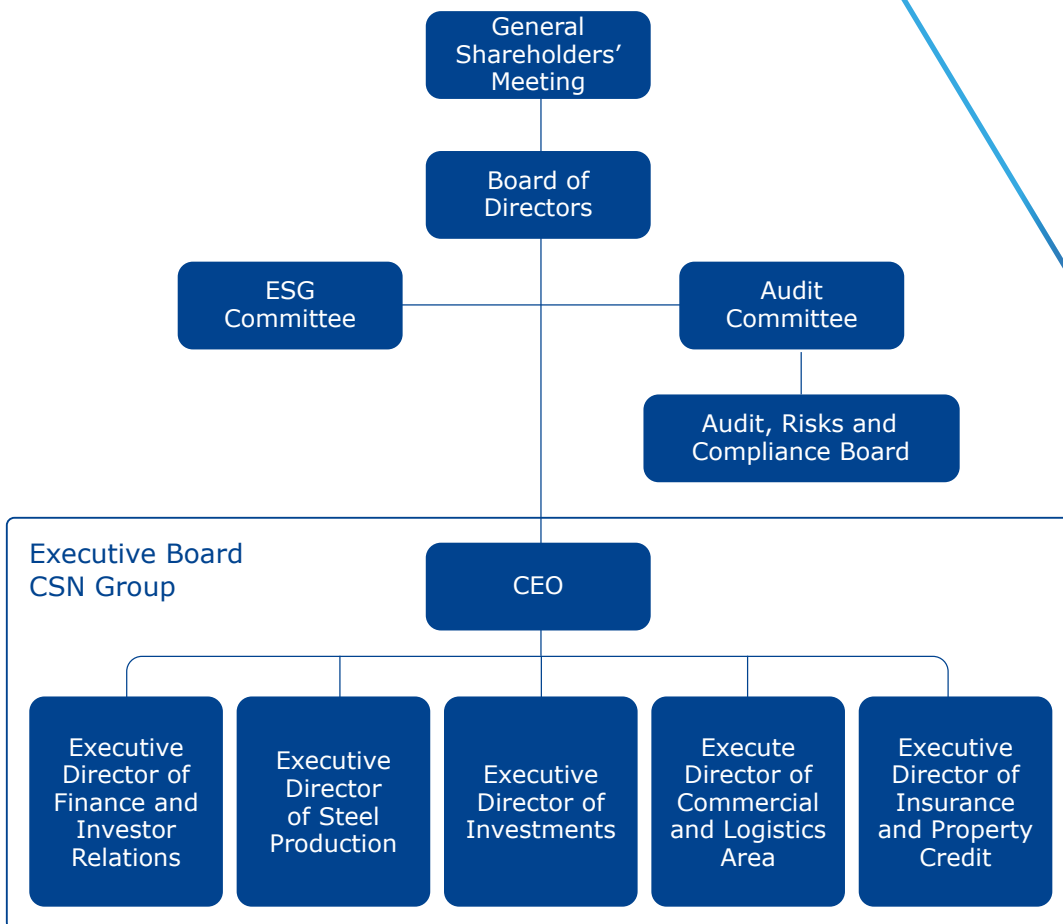 General
Shareholders’
Meeting
Board of
Directors
ESG
Committee
Audit
Committee
Audit, Risks and
Compliance Board
Executive Board
CSN Group
CEO
Executive
Director of
Finance and
Investor
Relations
Executive
Director
of Steel
Production
Executive
Director of
Investments
Execute
Director of
Commercial
and Logistics
Area
Executive
Director of
Insurance
and Property
Credit